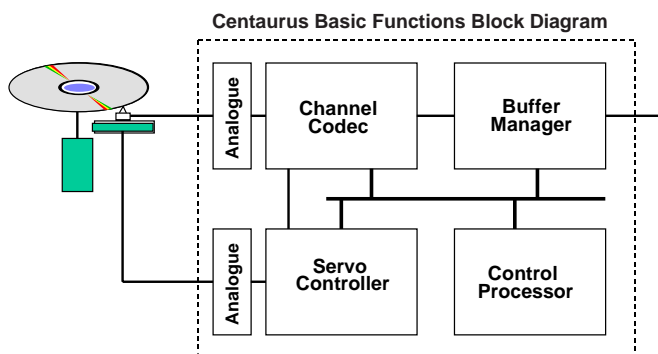 Centaurus Basic Functions Block Diagram
Analogue
Channel
Codec
Buffer
Manager
Analogue
Servo
Controller
Control
Processor